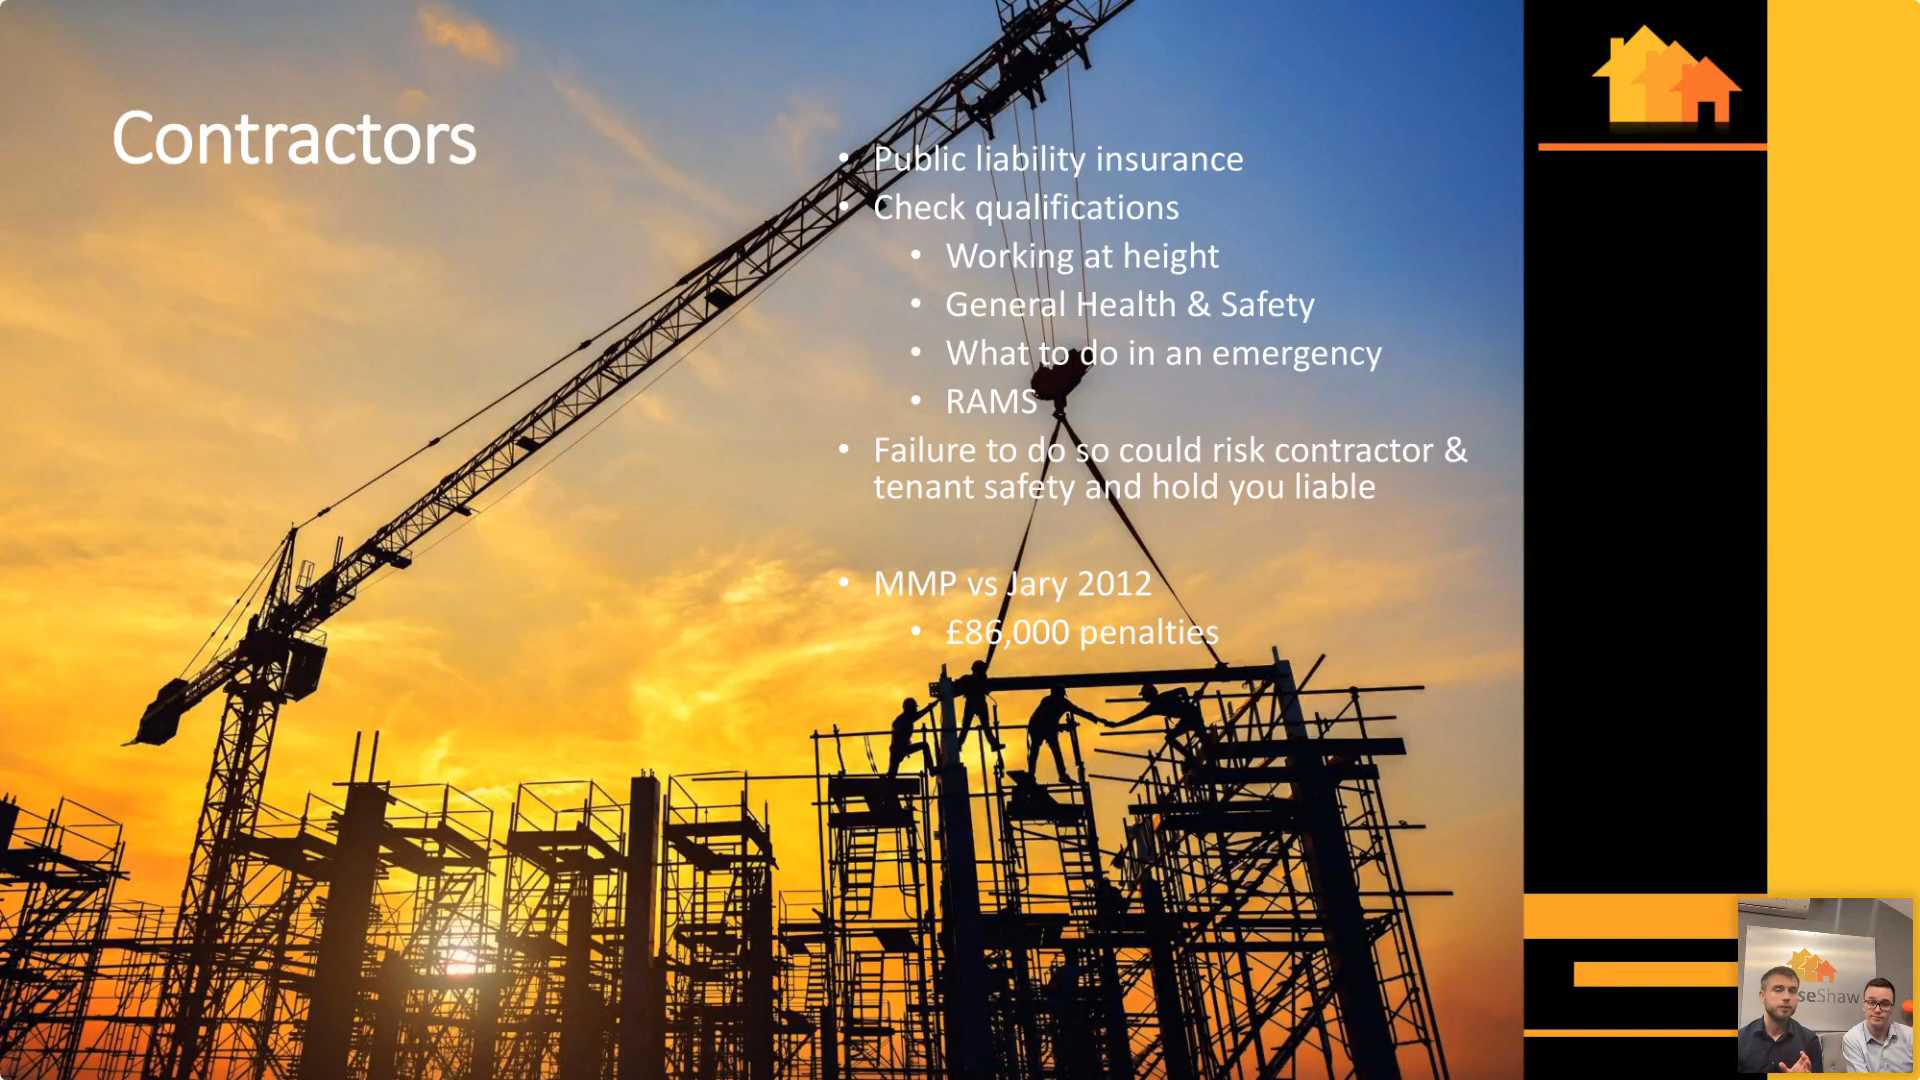 Contractors
• Public liability insurance
• Check qualifications
• Working at height
• General Health & Safety
• What to do in an emergency
• RAMS
• Failure to do so could risk contractor &
tenant safety and hold you liable
• MMP vs Jary 2012
• £86,000 penalties
seShaw